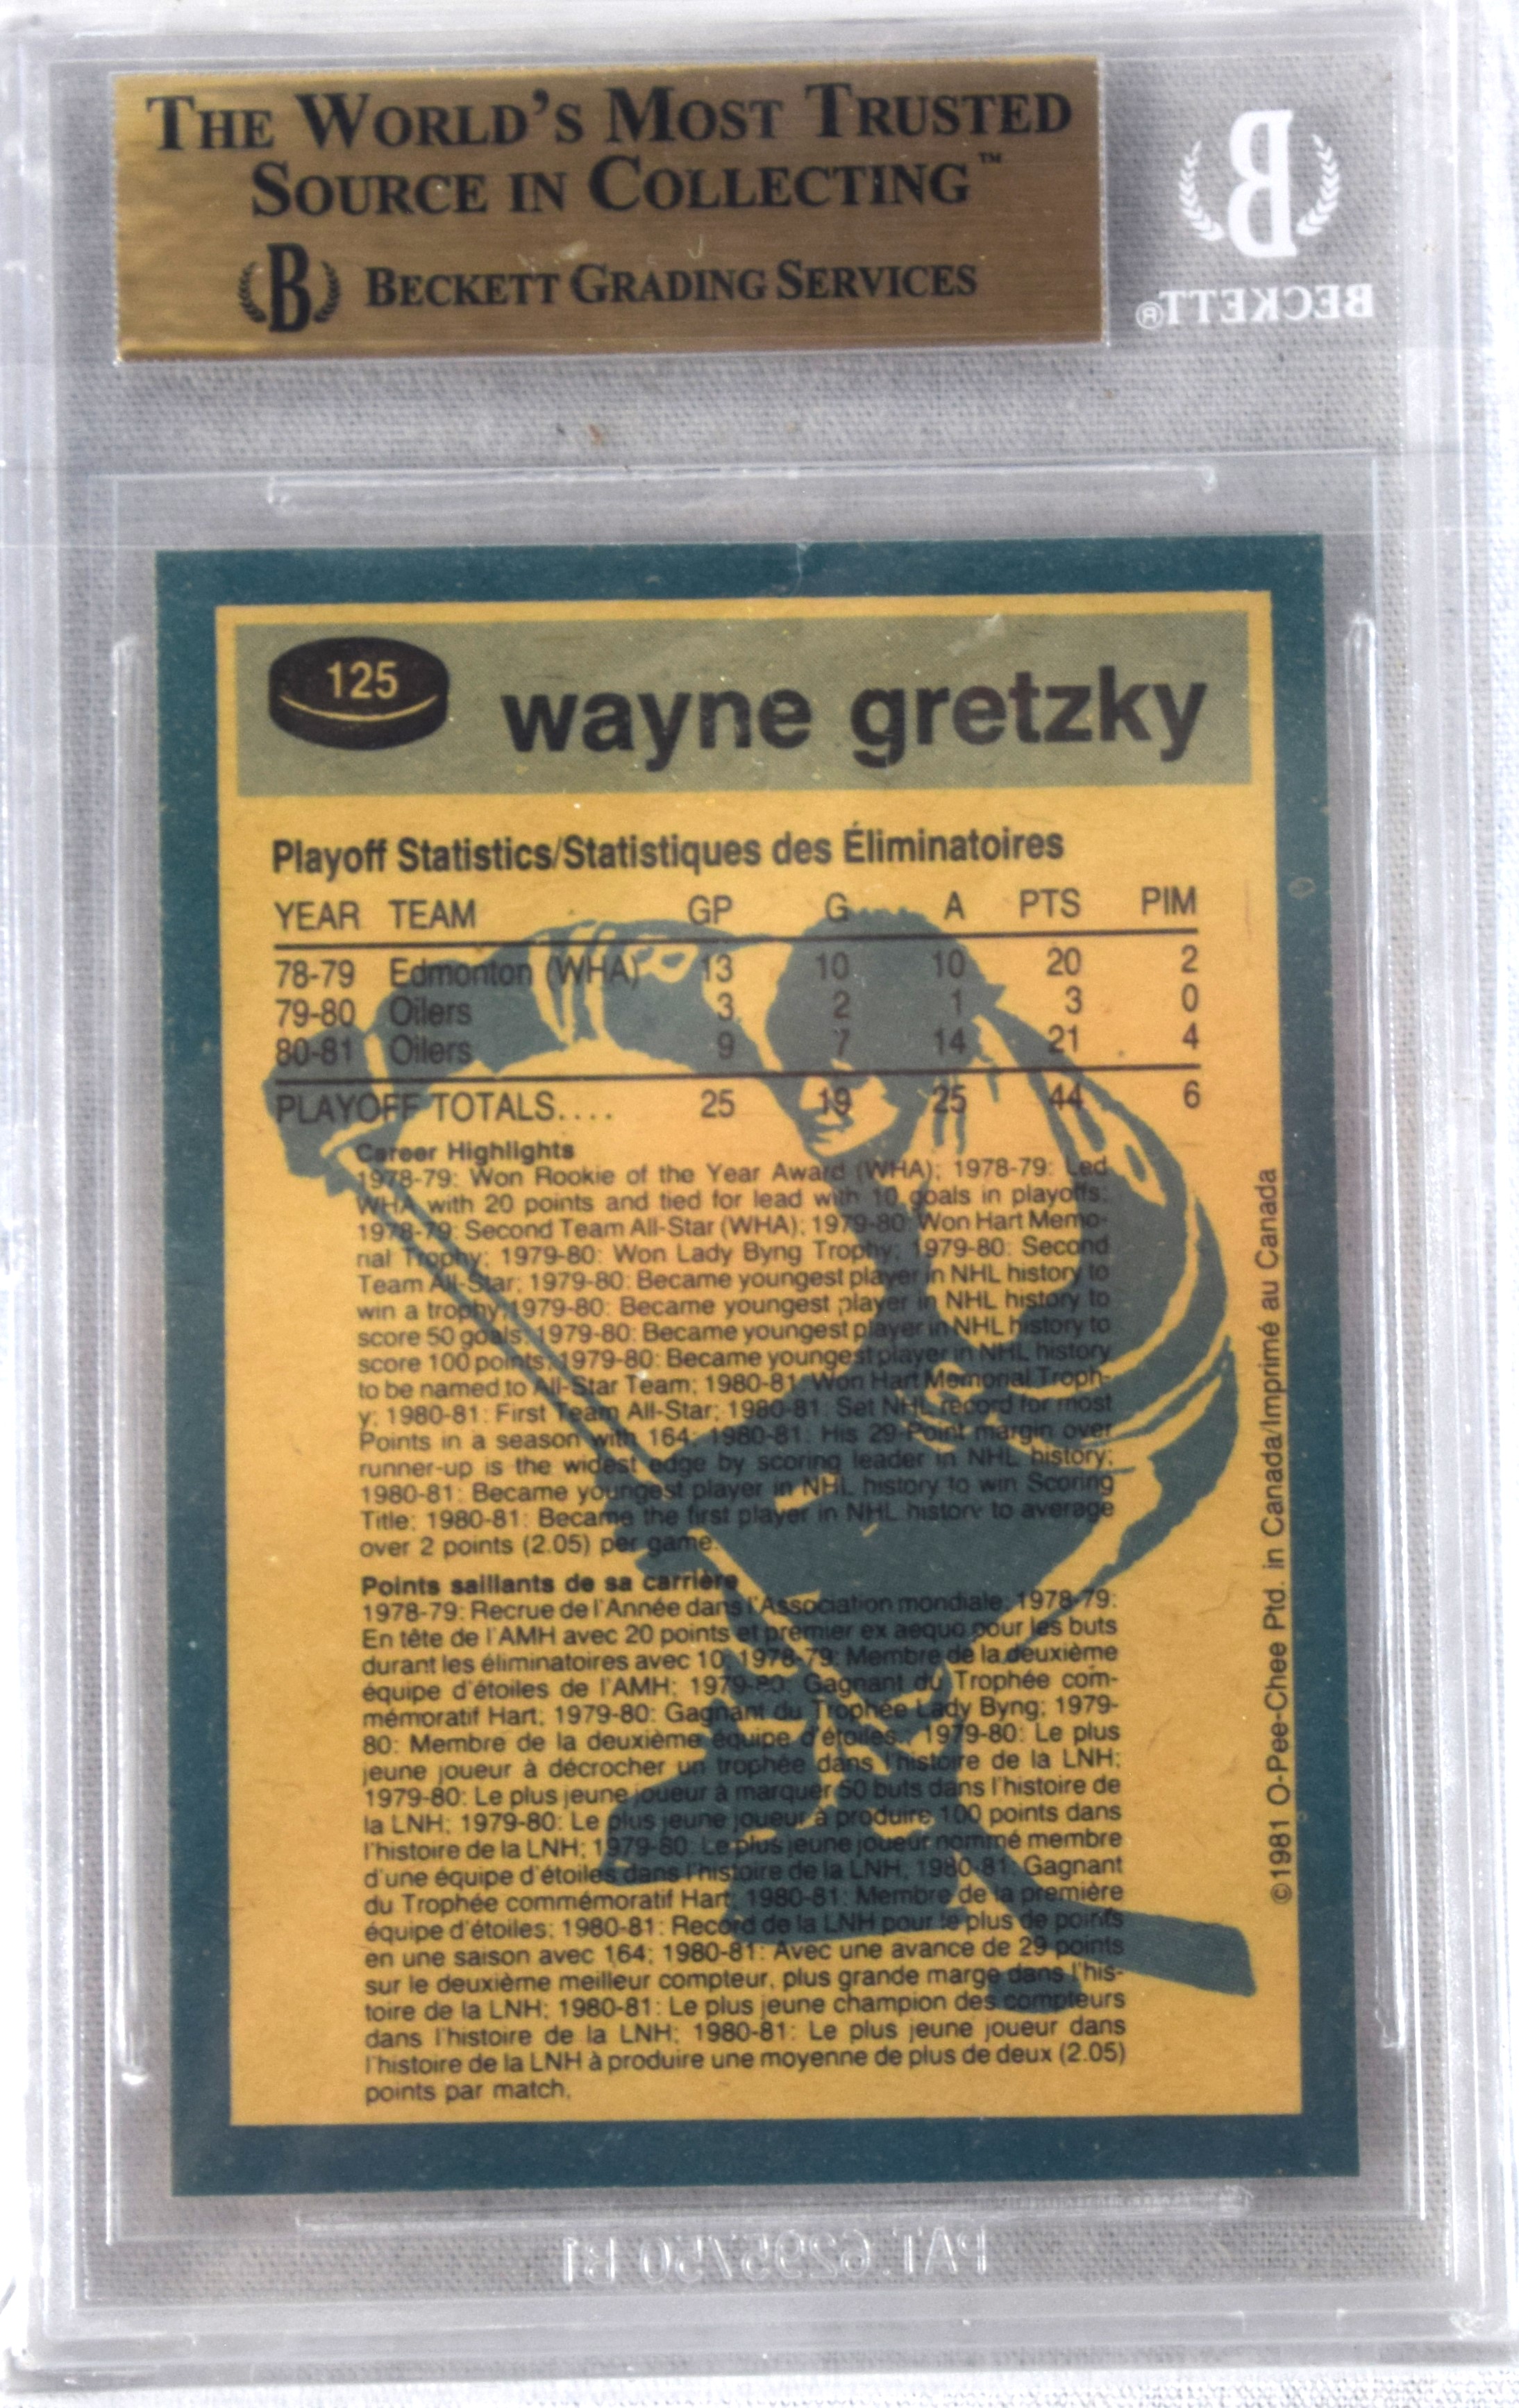 THE WORLD'S MOST TRUSTED
SOURCE IN COLLECTING™
B BECKETT GRADING SERVICES
B
BECKETT®
125
wayne gretzky
Playoff Statistics/Statistiques des Éliminatoires
YEAR TEAM GP G A PTS PIM
78-79 Edmonton (WHA) 13 10 10 20 2
79-80 Oilers 3 2 1 3 0
80-81 Oilers 9 7 14 21 4
PLAYOFF TOTALS.... 25 19 25 44 6
Career Highlights
1978-79: Won Rookie of the Year Award (WHA); 1978-79: Led
WHA with 20 points and tied for lead with 10 goals in playoffs;
1978-79: Second Team All-Star (WHA); 1979-80: Won Hart Memo-
rial Trophy; 1979-80: Won Lady Byng Trophy; 1979-80: Second
Team All-Star; 1979-80: Became youngest player in NHL history to
win a trophy; 1979-80: Became youngest player in NHL history to
score 50 goals; 1979-80: Became youngest player in NHL history to
score 100 points; 1979-80: Became youngest player in NHL history
to be named to All-Star Team; 1980-81: Won Hart Memorial Troph-
y; 1980-81: First Team All-Star; 1980-81: Set NHL record for most
Points in a season with 164; 1980-81: His 29-Point margin over
runner-up is the widest edge by scoring leader in NHL history;
1980-81: Became youngest player in NHL history to win Scoring
Title; 1980-81: Became the first player in NHL history to average
over 2 points (2.05) per game.
Points saillants de sa carrière
1978-79: Recrue de l'Année dans l'Association mondiale; 1978-79:
En tête de l'AMH avec 20 points et premier ex aequo pour les buts
durant les éliminatoires avec 10; 1978-79: Membre de la deuxième
équipe d'étoiles de l'AMH; 1979-80: Gagnant du Trophée com-
mémoratif Hart; 1979-80: Gagnant du Trophée Lady Byng; 1979-
80: Membre de la deuxième équipe d'étoiles; 1979-80: Le plus
jeune joueur à décrocher un trophée dans l'histoire de la LNH;
1979-80: Le plus jeune joueur à marquer 50 buts dans l'histoire de
la LNH; 1979-80: Le plus jeune joueur à produire 100 points dans
l'histoire de la LNH; 1979-80: Le plus jeune joueur nommé membre
d'une équipe d'étoiles dans l'histoire de la LNH; 1980-81: Gagnant
du Trophée commémoratif Hart; 1980-81: Membre de la première
équipe d'étoiles; 1980-81: Record de la LNH pour le plus de points
en une saison avec 164; 1980-81: Avec une avance de 29 points
sur le deuxième meilleur compteur, plus grande marge dans l'his-
toire de la LNH; 1980-81: Le plus jeune champion des compteurs
dans l'histoire de la LNH; 1980-81: Le plus jeune joueur dans
l'histoire de la LNH à produire une moyenne de plus de deux (2.05)
points par match.
©1981 O-Pee-Chee Ptd. in Canada/Imprimé au Canada
PAT. 6295750 B1